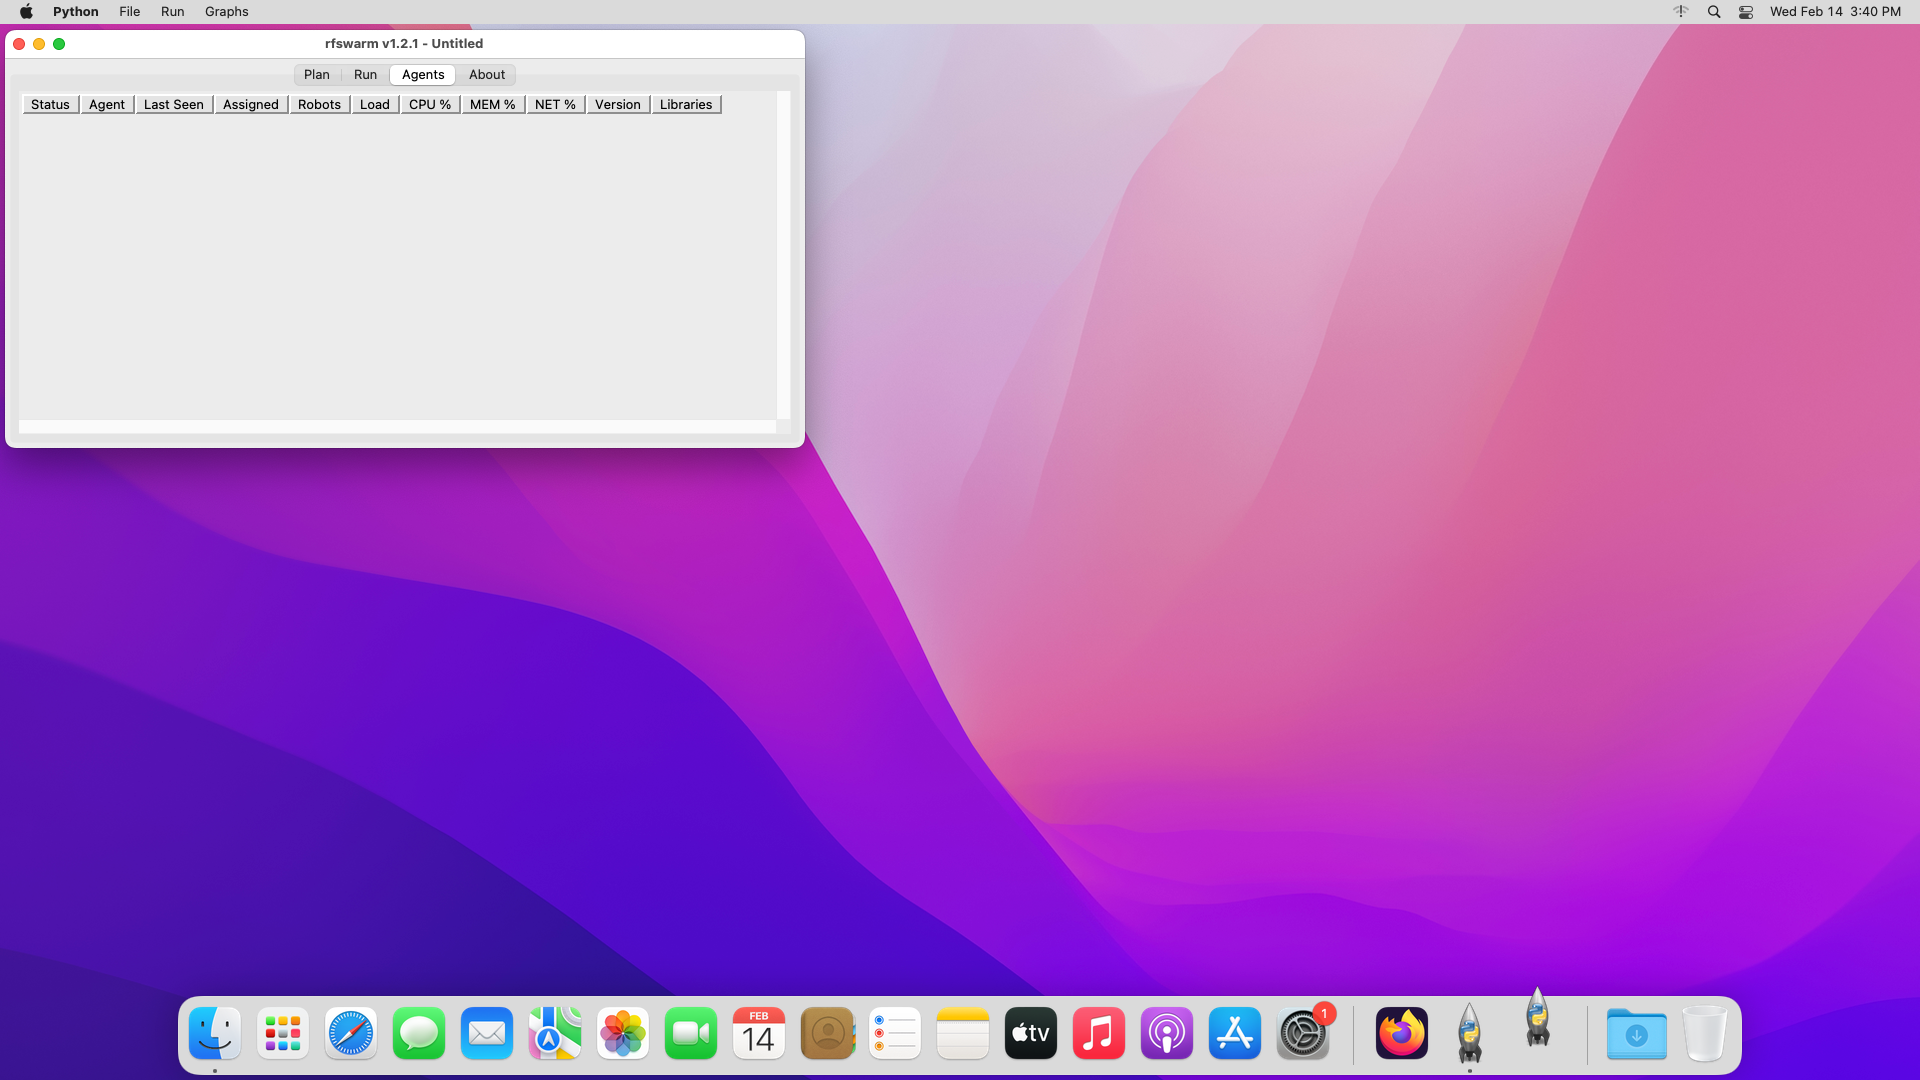 Python File Run Graphs Wed Feb 14 3:40 PM
rfswarm v1.2.1 - Untitled
Plan Run Agents About
Status Agent Last Seen Assigned Robots Load CPU % MEM % NET % Version Libraries
FEB
14
tv
1